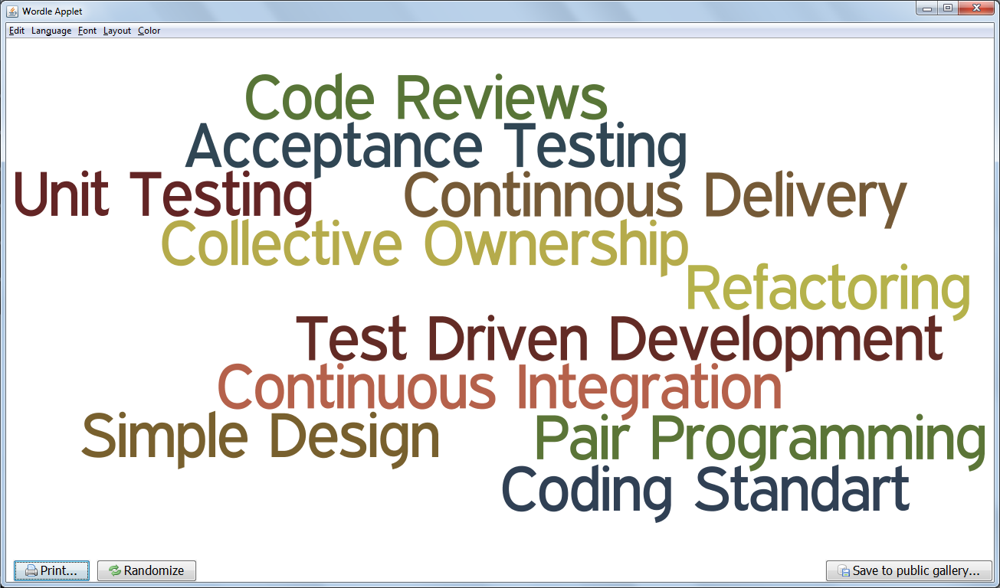 Wordle Applet
Edit Language Font Layout Color
Code Reviews
Acceptance Testing
Unit Testing
Continnous Delivery
Collective Ownership
Refactoring
Test Driven Development
Continuous Integration
Simple Design
Pair Programming
Coding Standart
Print... Randomize Save to public gallery...